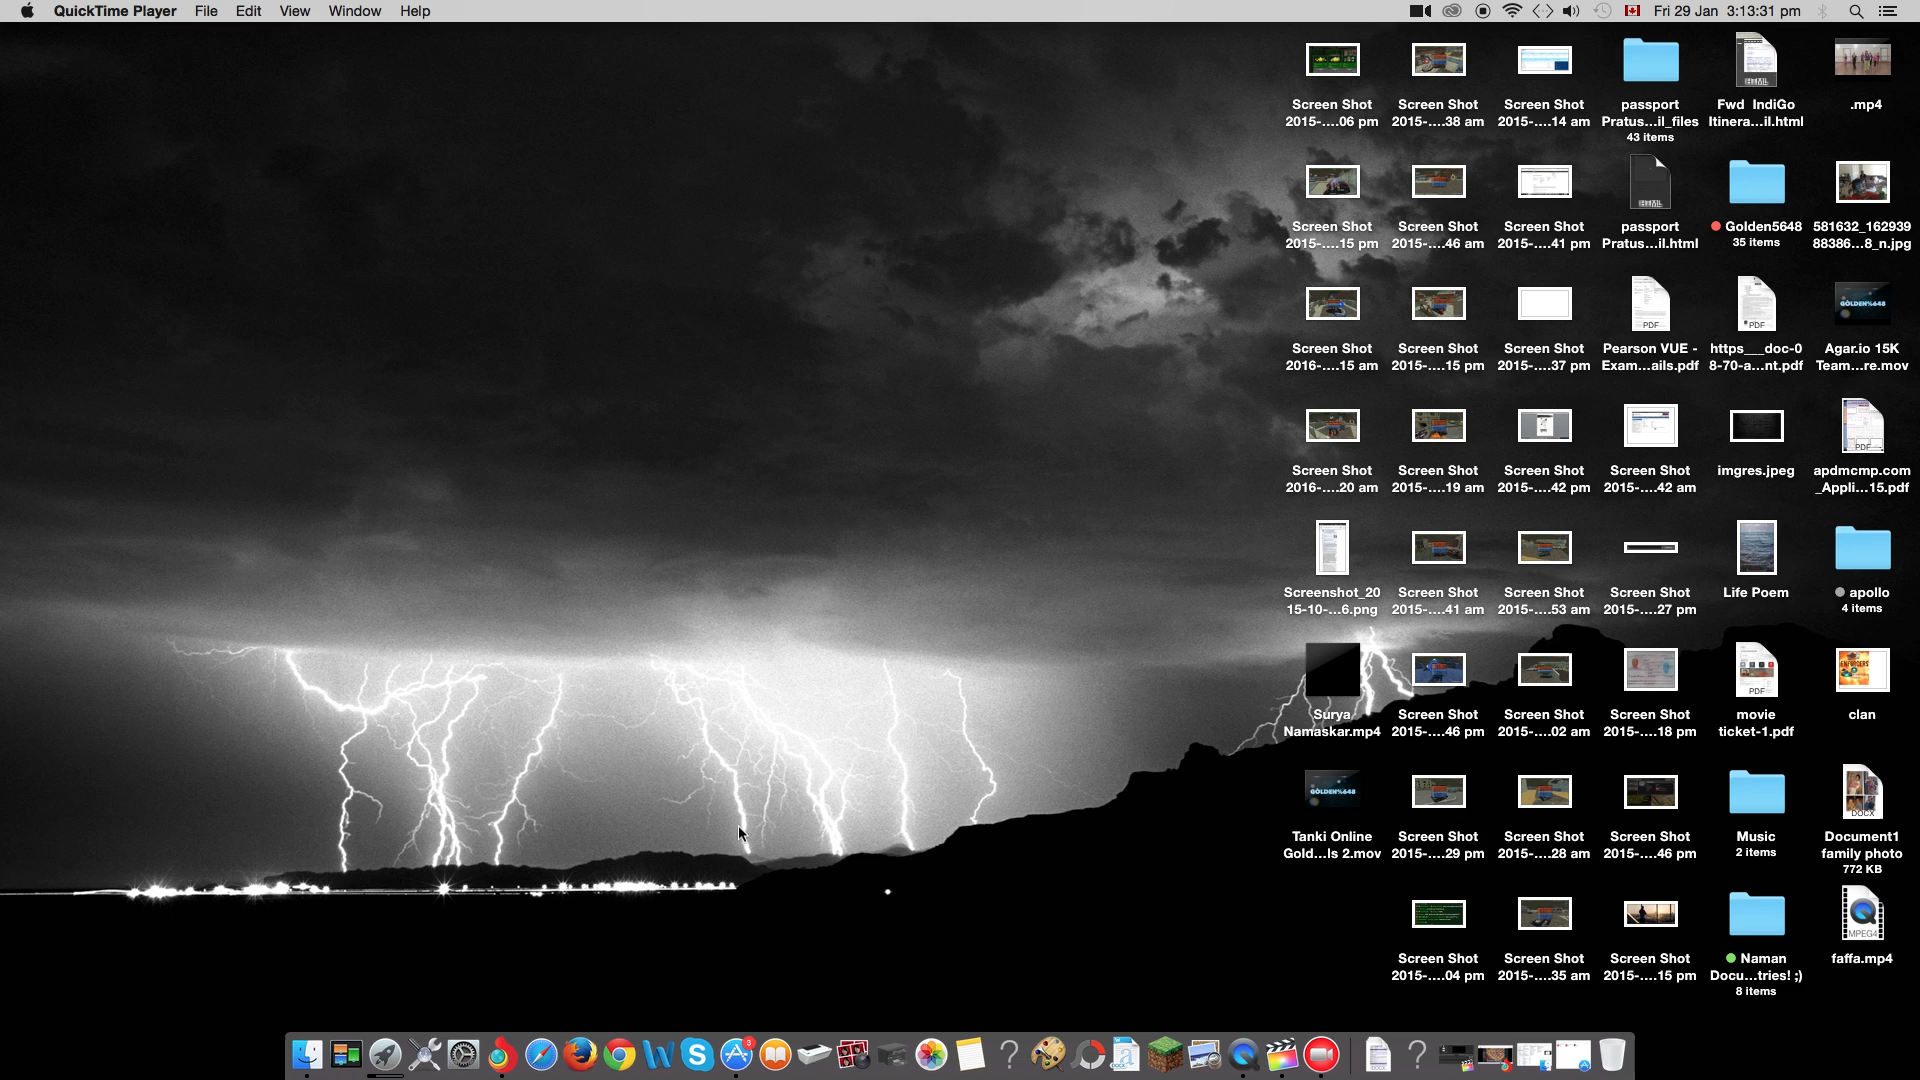 QuickTime Player File Edit View Window Help Fri 29 Jan 3:13:31 pm
Screen Shot
2015-....06 pm
Screen Shot
2015-....38 am
Screen Shot
2015-....14 am
passport
Pratus...il_files
43 items
Fwd IndiGo
Itinera...il.html
.mp4
Screen Shot
2015-....15 pm
Screen Shot
2015-....46 am
Screen Shot
2015-....41 pm
passport
Pratus...il.html
Golden5648
35 items
581632_162939
88386...8_n.jpg
Screen Shot
2016-....15 am
Screen Shot
2015-....15 pm
Screen Shot
2015-....37 pm
Pearson VUE -
Exam...ails.pdf
https___doc-0
8-70-a...nt.pdf
Agar.io 15K
Team...re.mov
Screen Shot
2016-....20 am
Screen Shot
2015-....19 am
Screen Shot
2015-....42 pm
Screen Shot
2015-....42 am
imgres.jpeg
apdmcmp.com
_Appli...15.pdf
Screenshot_20
15-10-...6.png
Screen Shot
2015-....41 am
Screen Shot
2015-....53 am
Screen Shot
2015-....27 pm
Life Poem
apollo
4 items
Surya
Namaskar.mp4
Screen Shot
2015-....46 pm
Screen Shot
2015-....02 am
Screen Shot
2015-....18 pm
movie
ticket-1.pdf
clan
Tanki Online
Gold...ls 2.mov
Screen Shot
2015-....29 pm
Screen Shot
2015-....28 am
Screen Shot
2015-....46 pm
Music
2 items
Document1
family photo
772 KB
Screen Shot
2015-....04 pm
Screen Shot
2015-....35 am
Screen Shot
2015-....15 pm
Naman
Docu...tries! ;)
8 items
faffa.mp4